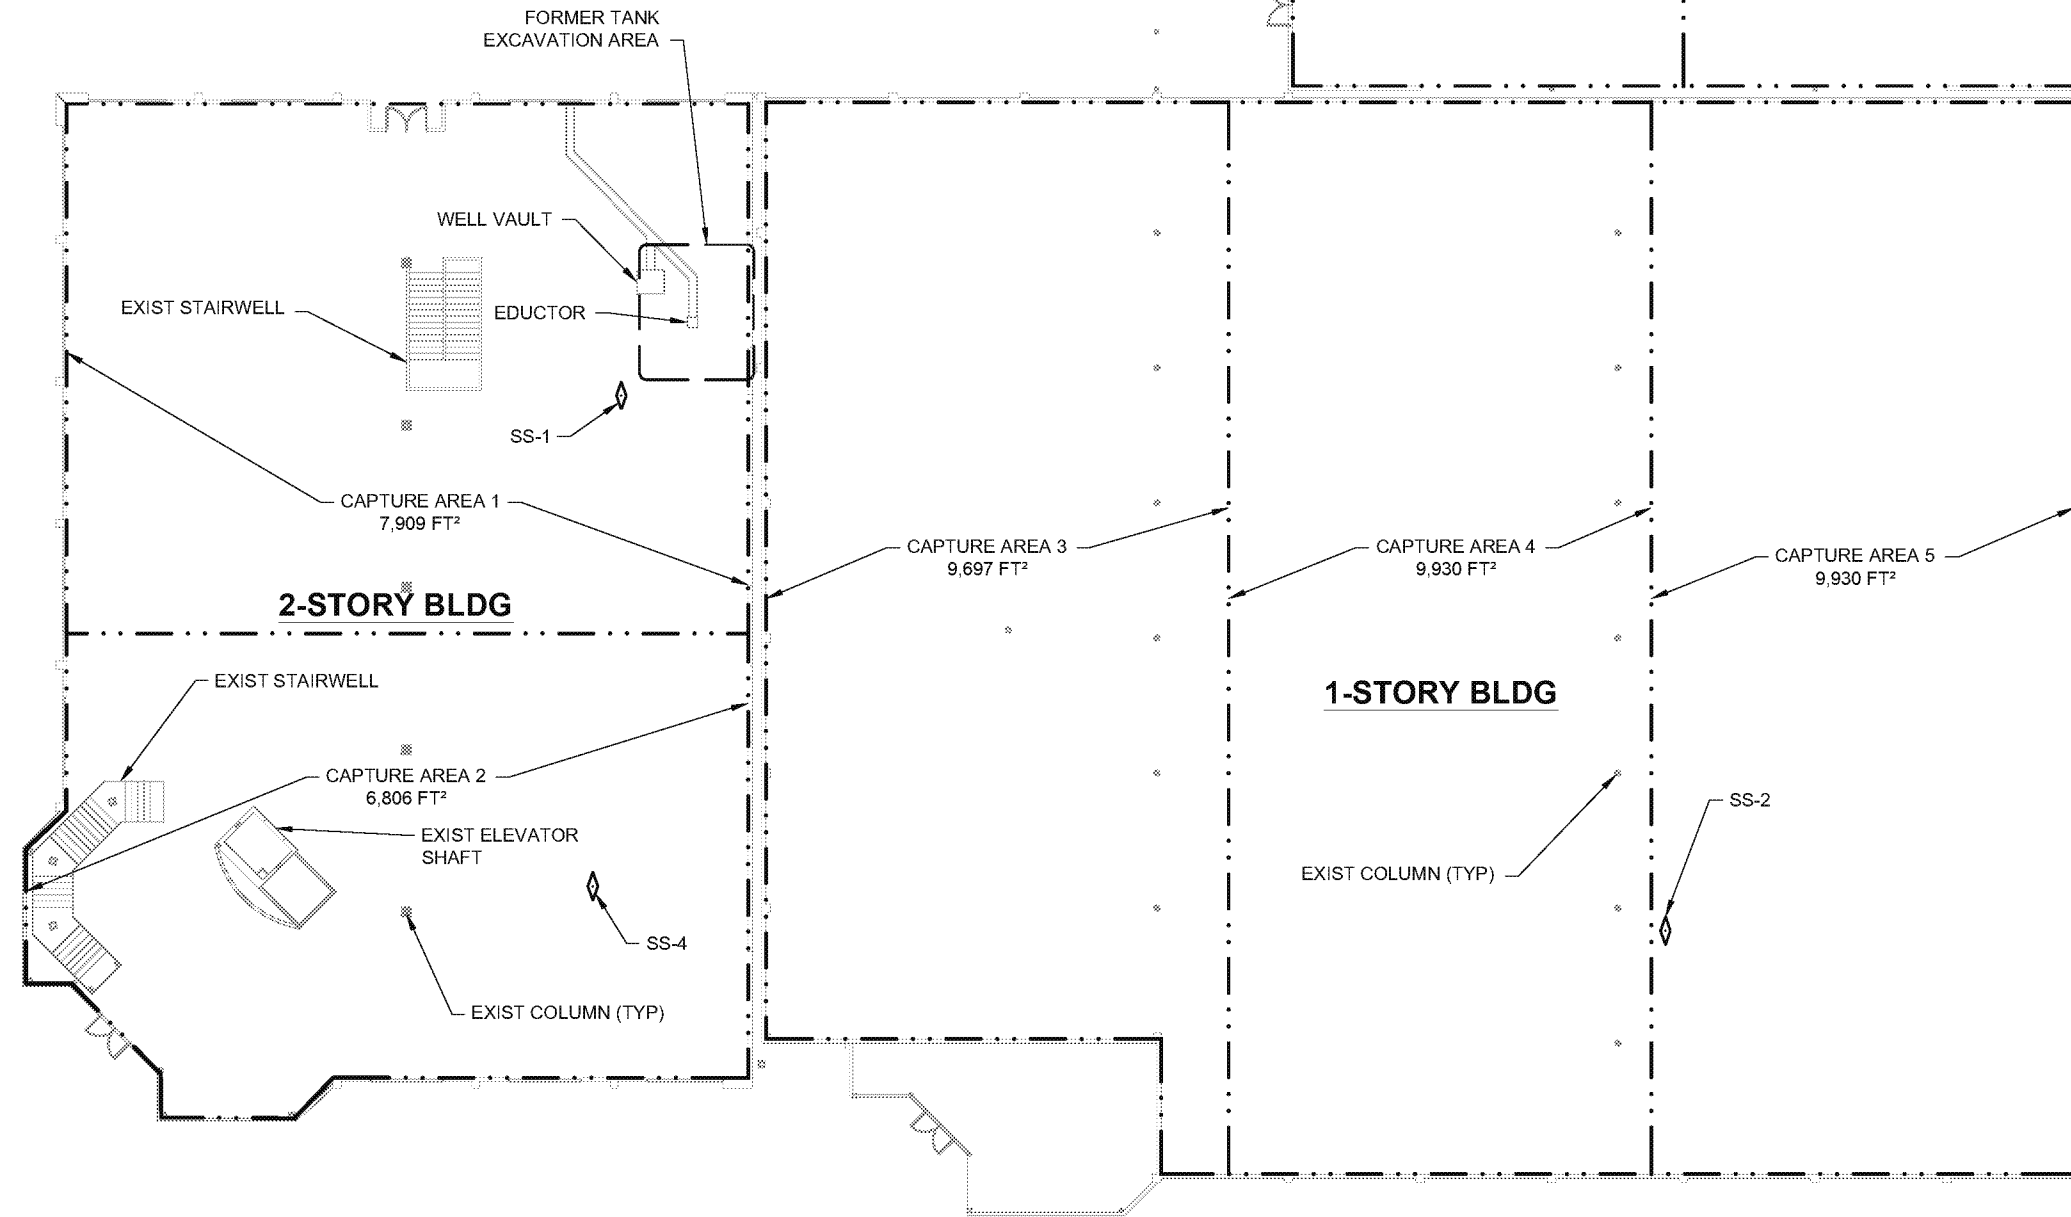 FORMER TANK
EXCAVATION AREA
WELL VAULT
EXIST STAIRWELL
EDUCTOR
SS-1
CAPTURE AREA 1
7,909 FT²
CAPTURE AREA 3
9,697 FT²
CAPTURE AREA 4
9,930 FT²
CAPTURE AREA 5
9,930 FT²
2-STORY BLDG
EXIST STAIRWELL
1-STORY BLDG
CAPTURE AREA 2
6,806 FT²
SS-2
EXIST ELEVATOR
SHAFT
EXIST COLUMN (TYP)
SS-4
EXIST COLUMN (TYP)